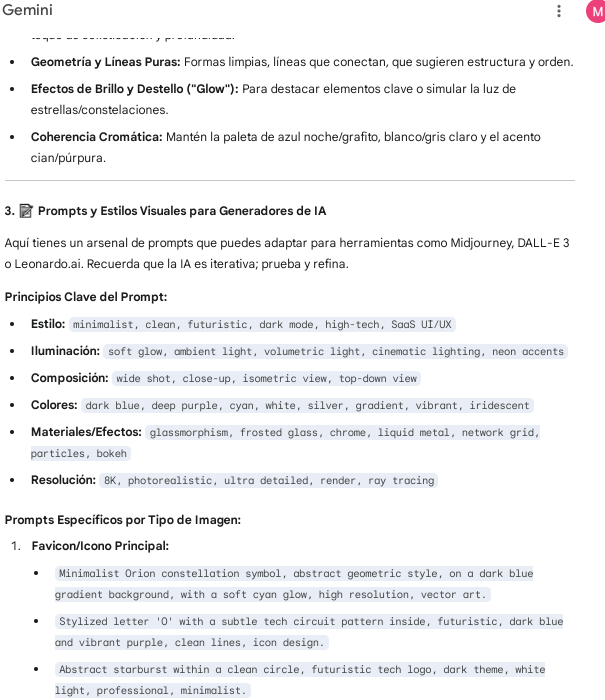 Gemini
M
toque de sofisticación y profundidad.
Geometría y Líneas Puras: Formas limpias, líneas que conectan, que sugieren estructura y orden.
Efectos de Brillo y Destello ("Glow"): Para destacar elementos clave o simular la luz de
estrellas/constelaciones.
Coherencia Cromática: Mantén la paleta de azul noche/grafito, blanco/gris claro y el acento
cian/púrpura.
3. 📝 Prompts y Estilos Visuales para Generadores de IA
Aquí tienes un arsenal de prompts que puedes adaptar para herramientas como Midjourney, DALL-E 3
o Leonardo.ai. Recuerda que la IA es iterativa; prueba y refina.
Principios Clave del Prompt:
Estilo: minimalist, clean, futuristic, dark mode, high-tech, SaaS UI/UX
Iluminación: soft glow, ambient light, volumetric light, cinematic lighting, neon accents
Composición: wide shot, close-up, isometric view, top-down view
Colores: dark blue, deep purple, cyan, white, silver, gradient, vibrant, iridescent
Materiales/Efectos: glassmorphism, frosted glass, chrome, liquid metal, network grid,
particles, bokeh
Resolución: 8K, photorealistic, ultra detailed, render, ray tracing
Prompts Específicos por Tipo de Imagen:
1. Favicon/Icono Principal:
Minimalist Orion constellation symbol, abstract geometric style, on a dark blue
gradient background, with a soft cyan glow, high resolution, vector art.
Stylized letter 'O' with a subtle tech circuit pattern inside, futuristic, dark blue
and vibrant purple, clean lines, icon design.
Abstract starburst within a clean circle, futuristic tech logo, dark theme, white
light, professional, minimalist.